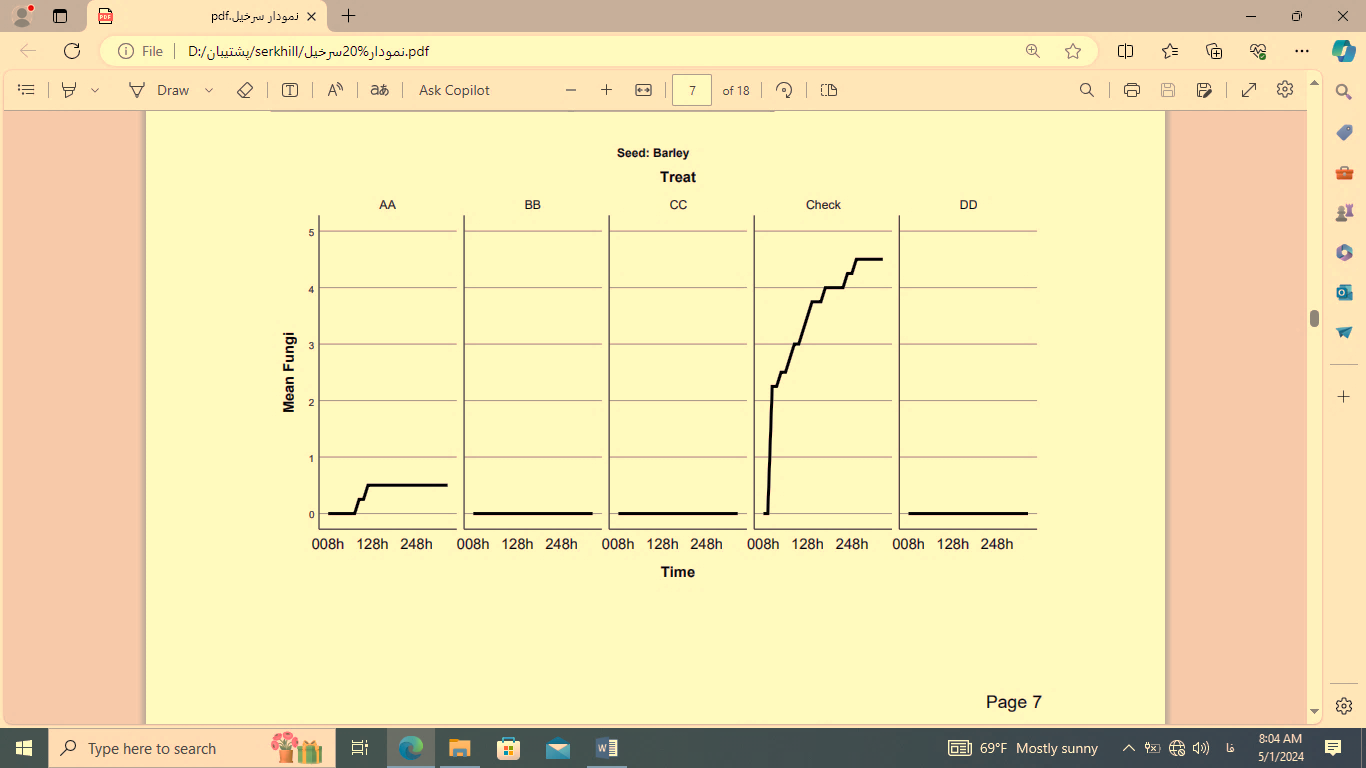 نمودار سرخیل.pdf
File
D:/پشتیبان/serkhill/نمودار%20سرخیل.pdf
Draw
aあ
Ask Copilot
7 of 18
Seed: Barley
Treat
AA BB CC Check DD
5
4
3
2
1
0
Mean Fungi
008h 128h 248h 008h 128h 248h 008h 128h 248h 008h 128h 248h 008h 128h 248h
Time
Page 7
Type here to search
69°F Mostly sunny
فا
8:04 AM
5/1/2024